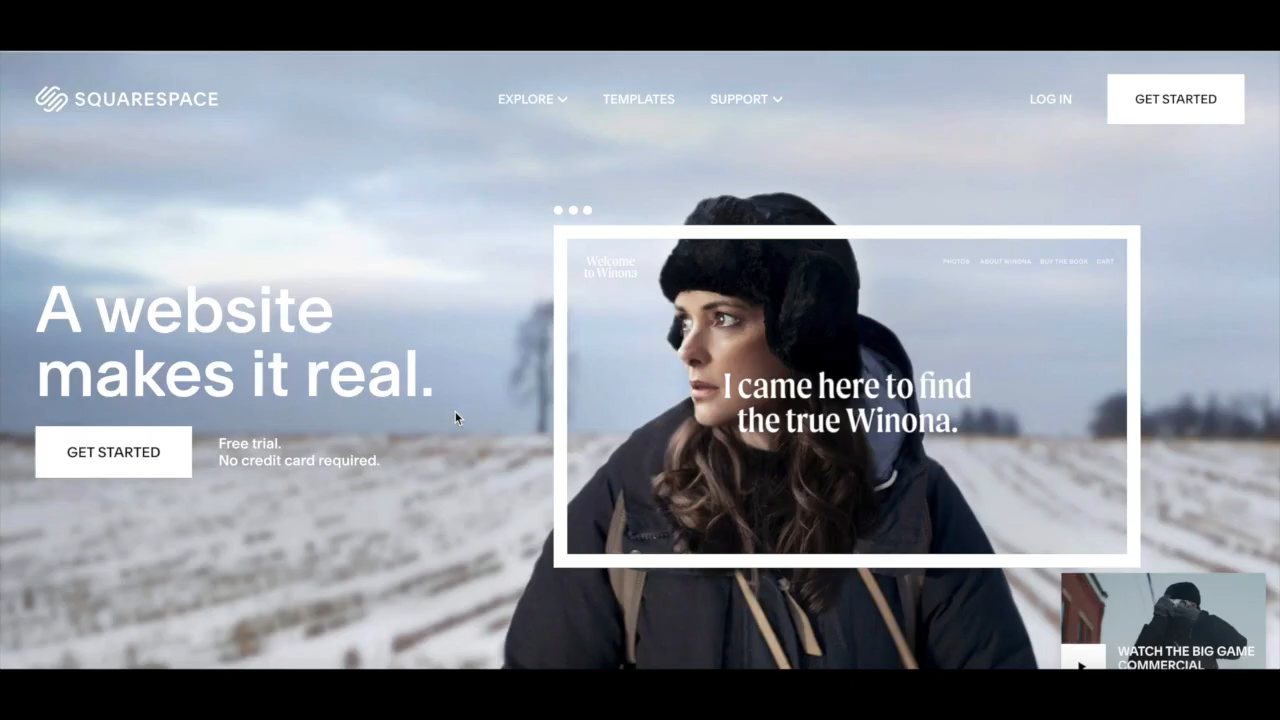 SQUARESPACE
EXPLORE
TEMPLATES
SUPPORT
LOG IN
GET STARTED
Welcome
to Winona
PHOTOS
ABOUT WINONA
BUY THE BOOK
CART
A website
makes it real.
I came here to find
the true Winona.
GET STARTED
Free trial.
No credit card required.
WATCH THE BIG GAME
COMMERCIAL